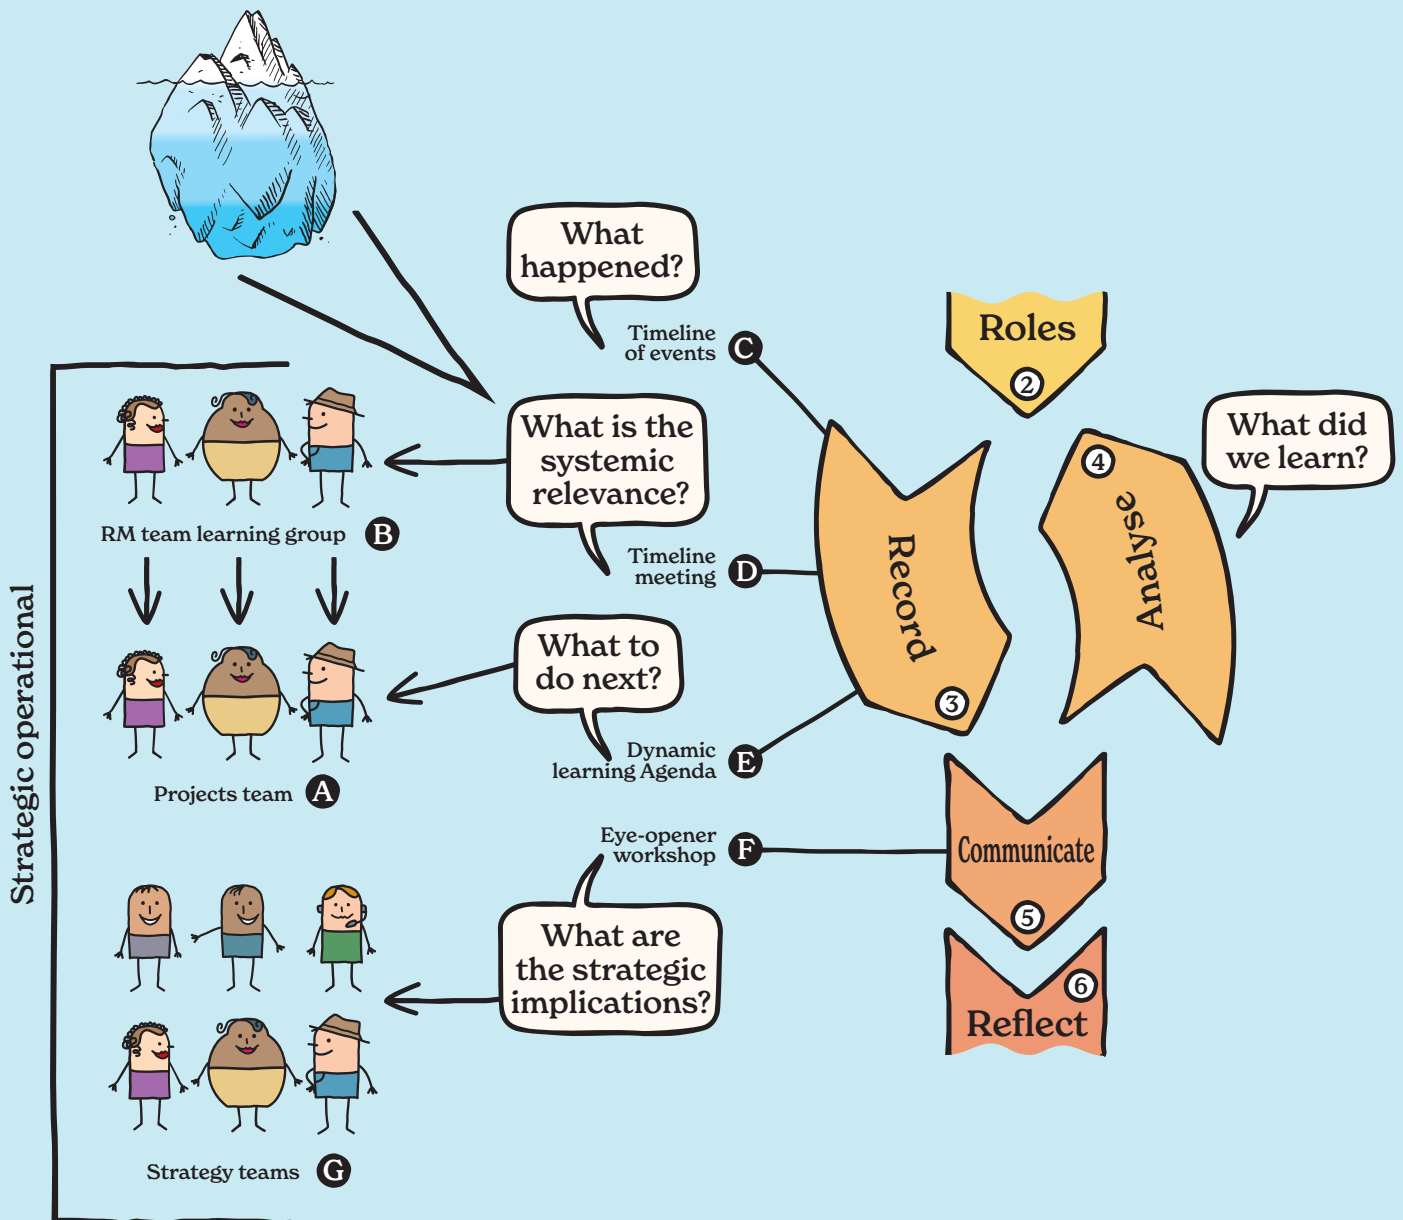 What
happened?
Timeline
of events
C
Roles
2
What is the
systemic
relevance?
Timeline
meeting
D
RM team learning group
B
What did
we learn?
4
Analyse
Record
3
What to
do next?
Dynamic
learning Agenda
E
Projects team
A
Strategic operational
Eye-opener
workshop
F
Communicate
5
What are
the strategic
implications?
6
Reflect
Strategy teams
G